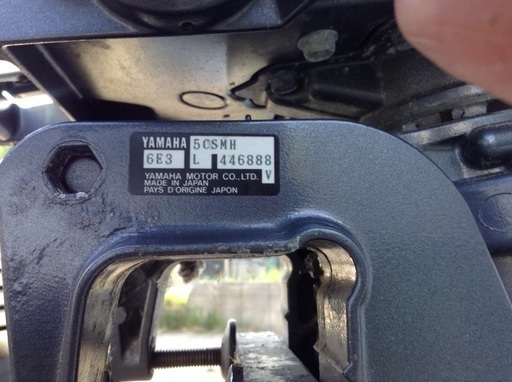 YAMAHA 5CSMH
6E3 L 446888
V
YAMAHA MOTOR CO.,LTD.
MADE IN JAPAN
PAYS D'ORIGINE JAPON